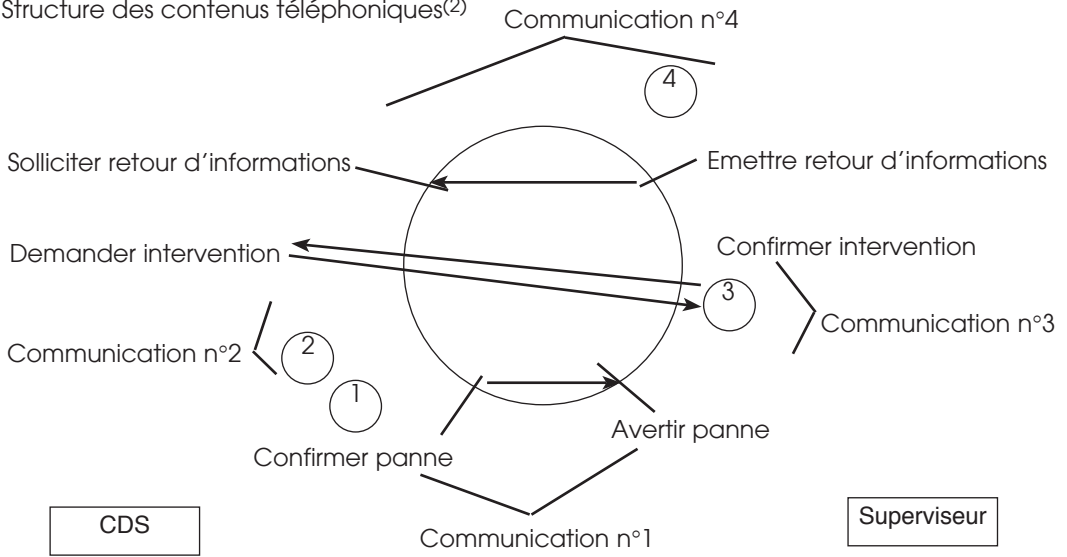 Structure des contenus téléphoniques(2)
Communication n°4
4
Solliciter retour d'informations
Emettre retour d'informations
Demander intervention
Confirmer intervention
3
Communication n°3
Communication n°2
2
1
Avertir panne
Confirmer panne
CDS
Superviseur
Communication n°1